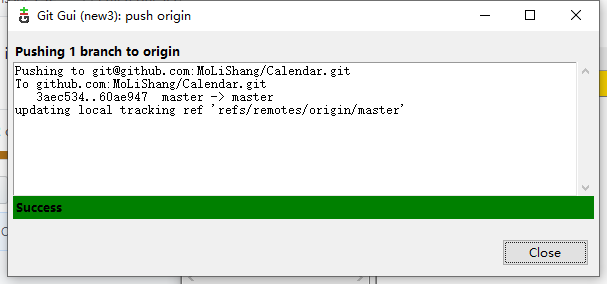 Git Gui (new3): push origin
Pushing 1 branch to origin
Pushing to git@github.com:MoLiShang/Calendar.git
To github.com:MoLiShang/Calendar.git
   3aec534..60ae947  master -> master
updating local tracking ref 'refs/remotes/origin/master'
Success
Close